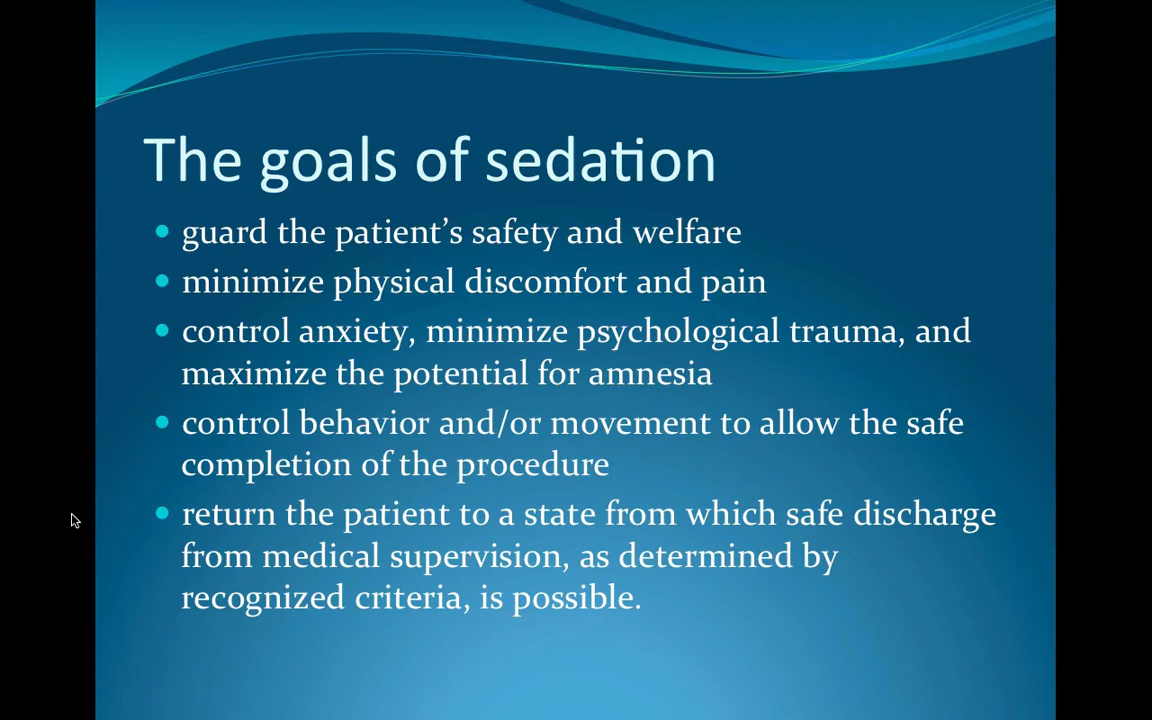 The goals of sedation
• guard the patient’s safety and welfare
• minimize physical discomfort and pain
• control anxiety, minimize psychological trauma, and
maximize the potential for amnesia
• control behavior and/or movement to allow the safe
completion of the procedure
• return the patient to a state from which safe discharge
from medical supervision, as determined by
recognized criteria, is possible.